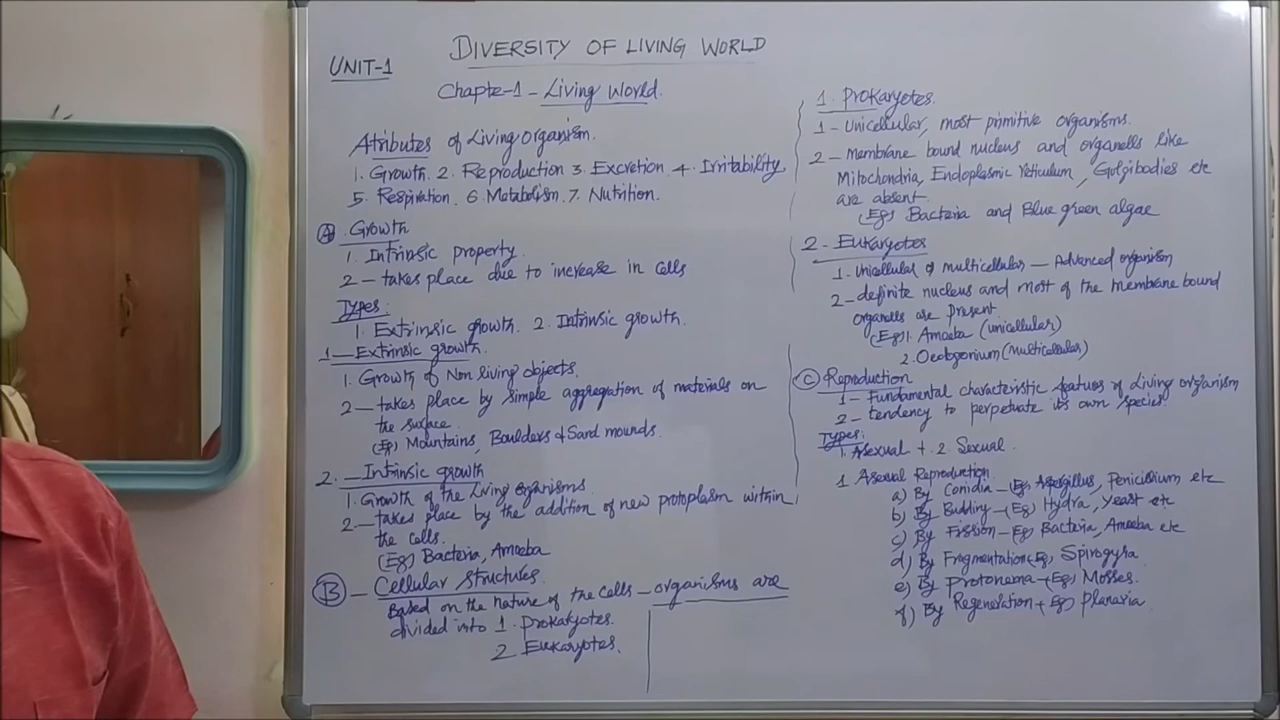 DIVERSITY OF LIVING WORLD
UNIT-1
Chapte-1 - Living World.
Atributes of Living Organism.
1. Growth. 2. Reproduction 3. Excretion 4. Irritability
5. Respiration. 6 Metabolism. 7. Nutrition.
A. Growth
1. Intrinsic property.
2 - takes place due to increase in cells
Types:
1. Extrinsic growth. 2. Intrinsic growth.
1 - Extrinsic growth.
1. Growth of Non living objects.
2 - takes place by simple aggregation of materials on
the surface.
(Eg) Mountains, Boulders & Sand mounds.
2. - Intrinsic growth
1. Growth of the Living Organisms.
2 - takes place by the addition of new protoplasm within
the cells.
(Eg) Bacteria, Amoeba
B - Cellular structures.
Based on the nature of the cells - organisms are
divided into 1. Prokaryotes.
2 Eukaryotes.
1. Prokaryotes.
1 - Unicellular, most primitive organisms.
2 - Membrane bound nucleus and organells like
Mitochondria, Endoplasmic reticulum, Golgibodies etc
are absent.
(Eg) Bacteria and Blue green algae
2 - Eukaryotes
1 - Unicellular & multicellular - Advanced organism
2 - definite nucleus and most of the membrane bound
organells are present.
(Eg) 1. Amoeba (unicellular)
2. Oedogonium (multicellular)
C Reproduction
1 - Fundamental characteristic features of Living organism
2 - tendency to perpetuate its own species.
Types:
1. Asexual + 2 Sexual.
1 Asexual Reproduction.
a) By Conidia - Eg Aspergillus, Penicillium etc
b) By Budding - (Eg) Hydra, Yeast etc
c) By Fission - (Eg) Bacteria, Amoeba etc
d) By Fragmentation (Eg) Spirogyra
e) By Protonema - (Eg) Mosses.
f) By Regeneration + Eg) Planaria